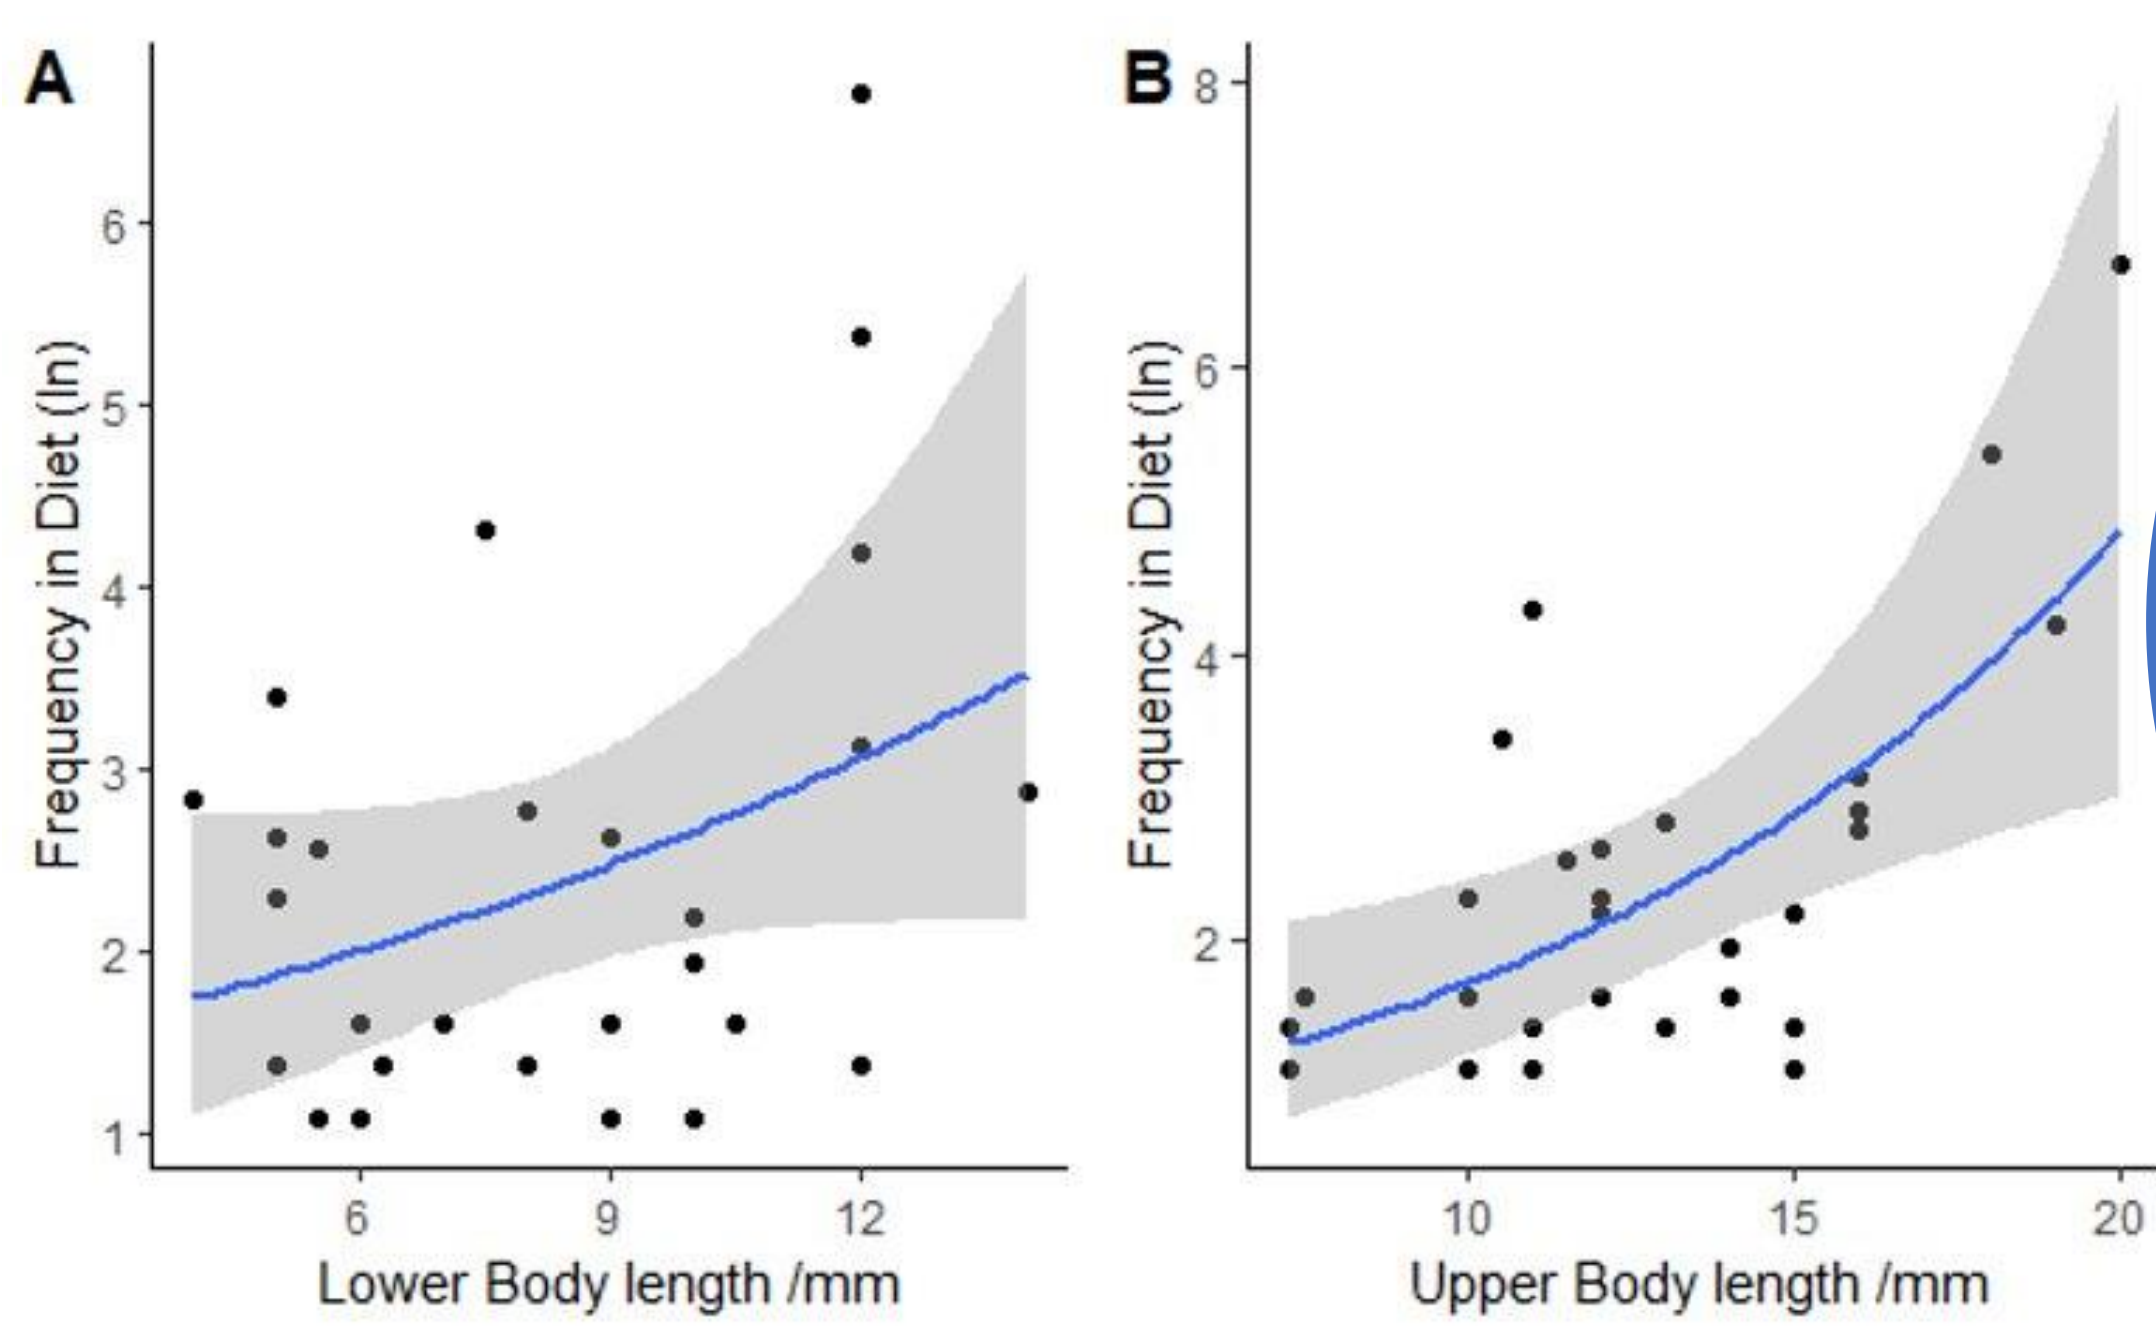 A
Frequency in Diet (ln)
6
5
4
3
2
1
6 9 12
Lower Body length /mm
B
Frequency in Diet (ln)
8
6
4
2
10 15 20
Upper Body length /mm